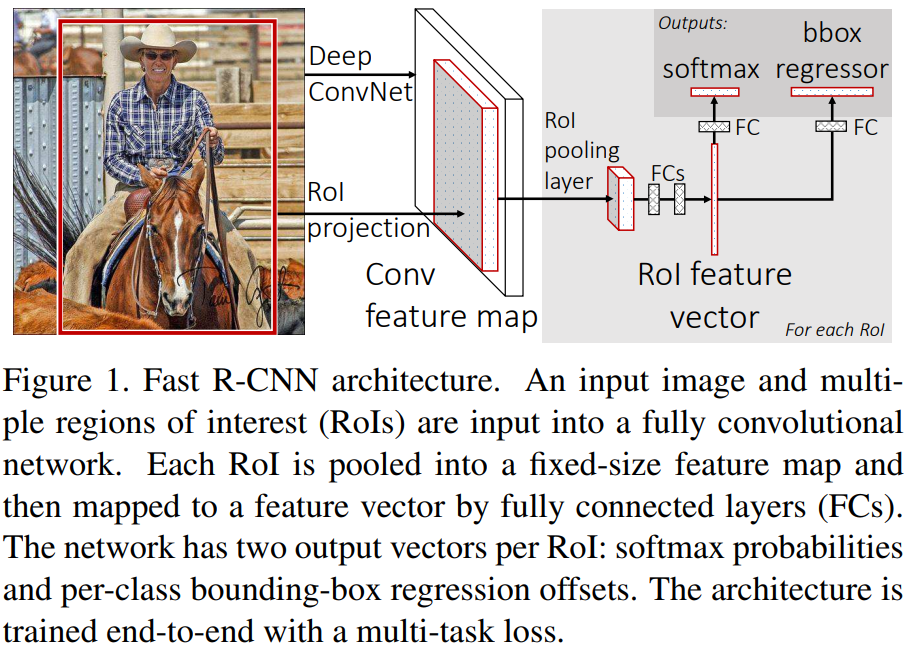 Outputs:
bbox
softmax regressor
Deep
ConvNet
FC FC
RoI
pooling
layer
FCs
RoI
projection
Conv
feature map
RoI feature
vector
For each RoI
Figure 1. Fast R-CNN architecture. An input image and multi-
ple regions of interest (RoIs) are input into a fully convolutional
network. Each RoI is pooled into a fixed-size feature map and
then mapped to a feature vector by fully connected layers (FCs).
The network has two output vectors per RoI: softmax probabilities
and per-class bounding-box regression offsets. The architecture is
trained end-to-end with a multi-task loss.